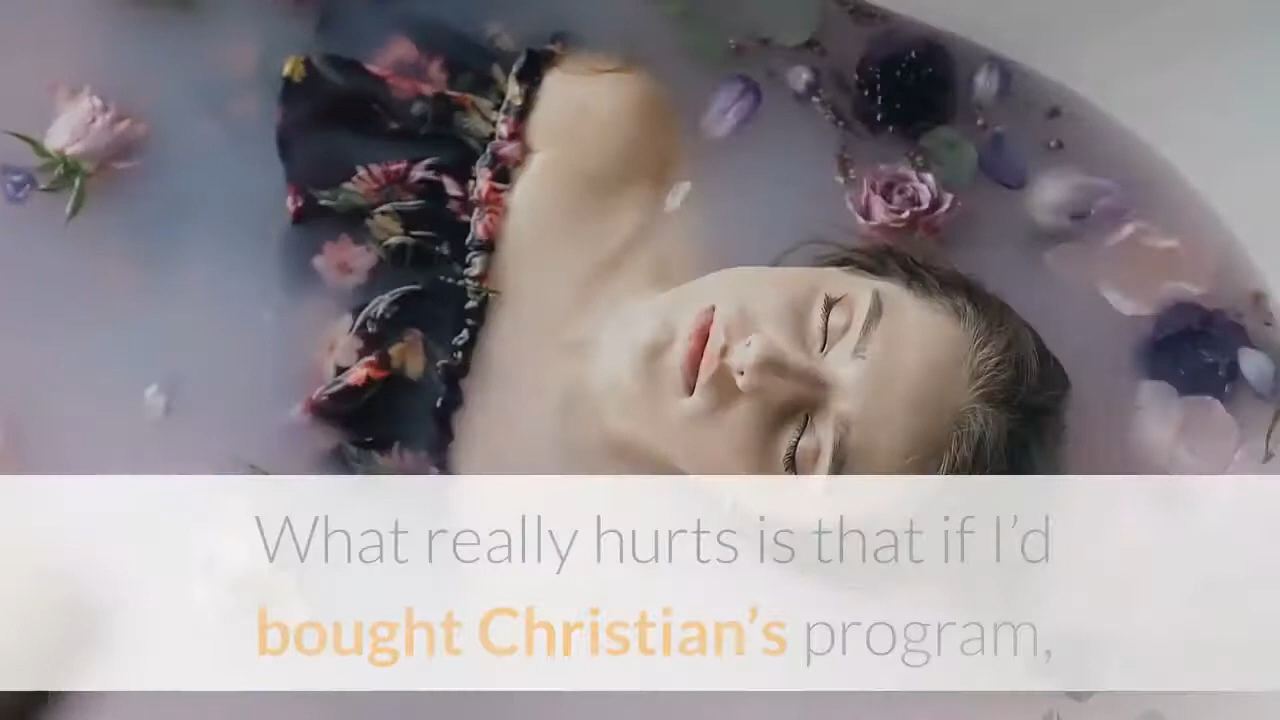 What really hurts is that if I’d
bought Christian’s program,